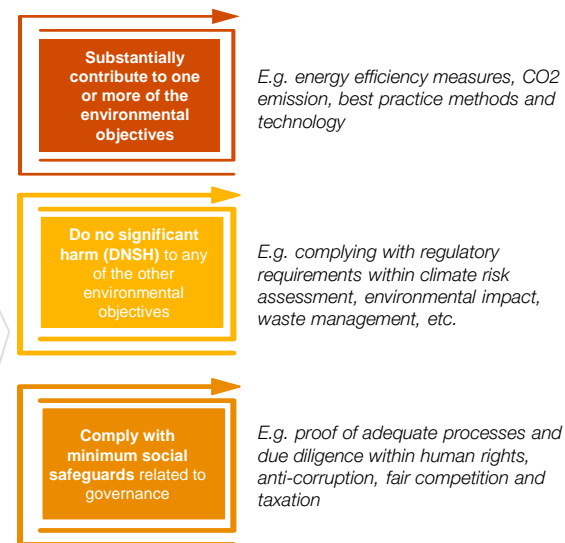 Substantially
contribute to one
or more of the
environmental
objectives
E.g. energy efficiency measures, CO2
emission, best practice methods and
technology
Do no significant
harm (DNSH) to any
of the other
environmental
objectives
E.g. complying with regulatory
requirements within climate risk
assessment, environmental impact,
waste management, etc.
Comply with
minimum social
safeguards related to
governance
E.g. proof of adequate processes and
due diligence within human rights,
anti-corruption, fair competition and
taxation